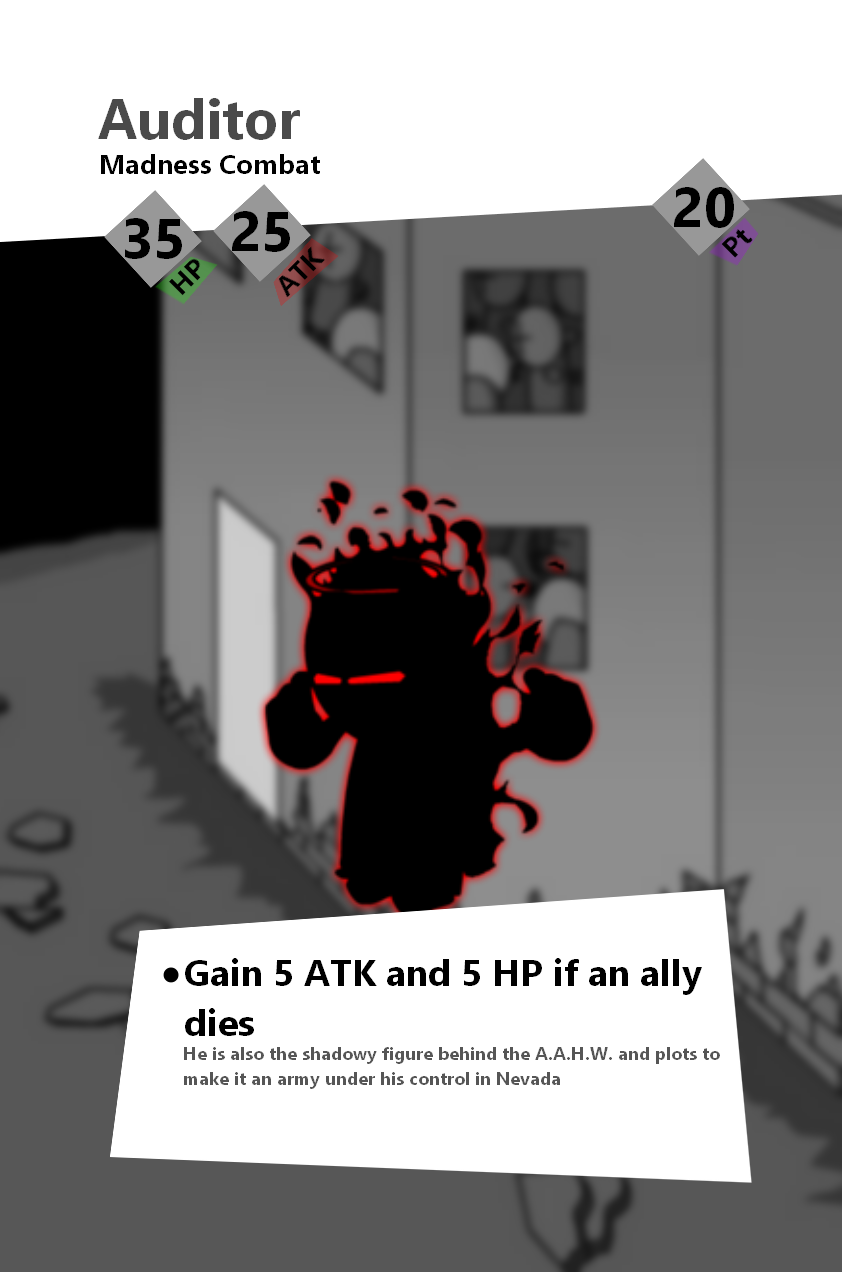 Auditor
Madness Combat
35
HP
25
ATK
20
Pt
•Gain 5 ATK and 5 HP if an ally
dies
He is also the shadowy figure behind the A.A.H.W. and plots to
make it an army under his control in Nevada